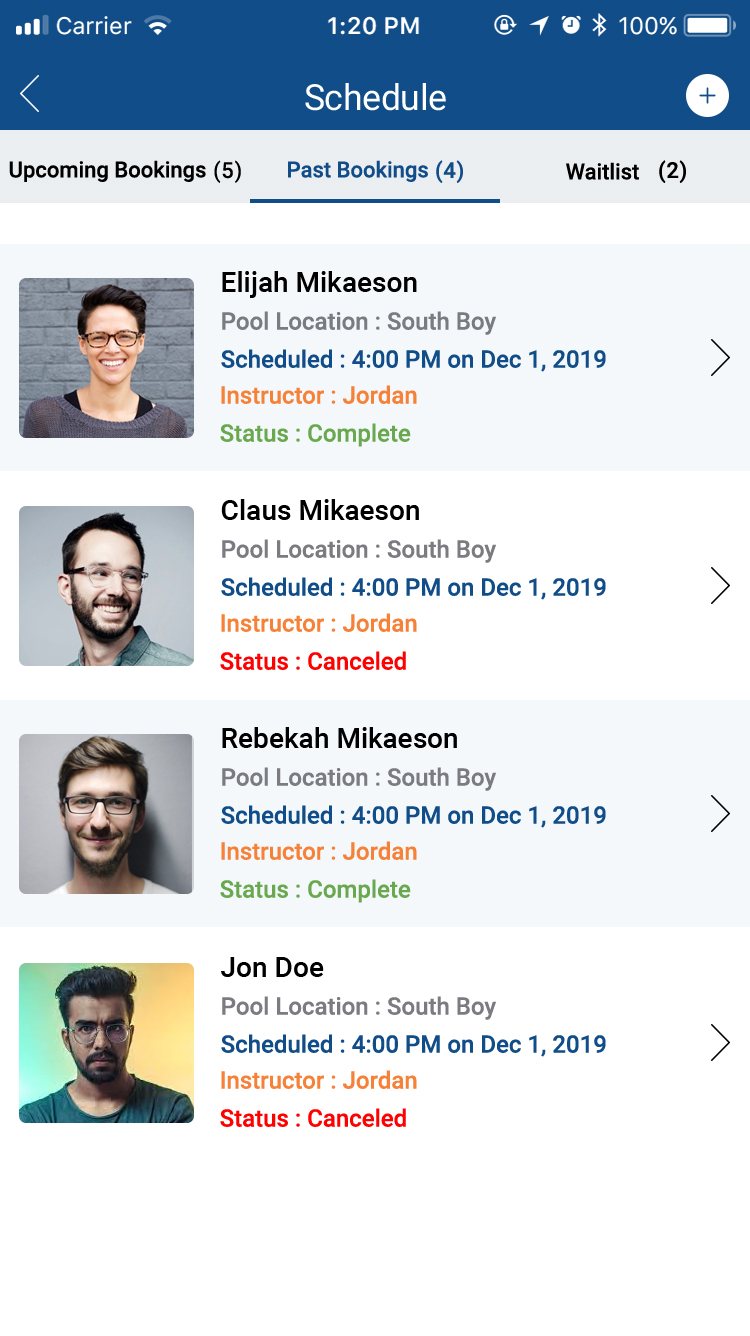 Carrier 1:20 PM 100%
Schedule
Upcoming Bookings (5) Past Bookings (4) Waitlist (2)
Elijah Mikaeson
Pool Location : South Boy
Scheduled : 4:00 PM on Dec 1, 2019
Instructor : Jordan
Status : Complete
Claus Mikaeson
Pool Location : South Boy
Scheduled : 4:00 PM on Dec 1, 2019
Instructor : Jordan
Status : Canceled
Rebekah Mikaeson
Pool Location : South Boy
Scheduled : 4:00 PM on Dec 1, 2019
Instructor : Jordan
Status : Complete
Jon Doe
Pool Location : South Boy
Scheduled : 4:00 PM on Dec 1, 2019
Instructor : Jordan
Status : Canceled